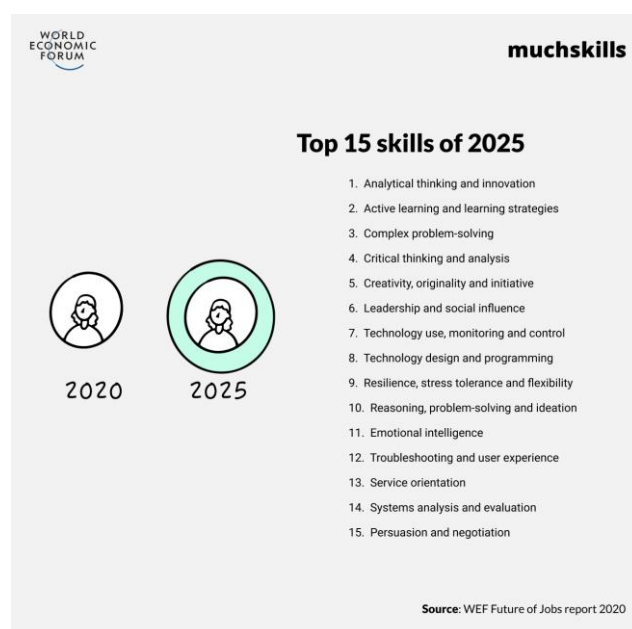 WORLD
ECONOMIC
FORUM
muchskills
Top 15 skills of 2025
1. Analytical thinking and innovation
2. Active learning and learning strategies
3. Complex problem-solving
4. Critical thinking and analysis
5. Creativity, originality and initiative
6. Leadership and social influence
7. Technology use, monitoring and control
8. Technology design and programming
9. Resilience, stress tolerance and flexibility
10. Reasoning, problem-solving and ideation
11. Emotional intelligence
12. Troubleshooting and user experience
13. Service orientation
14. Systems analysis and evaluation
15. Persuasion and negotiation
2020
2025
Source: WEF Future of Jobs report 2020